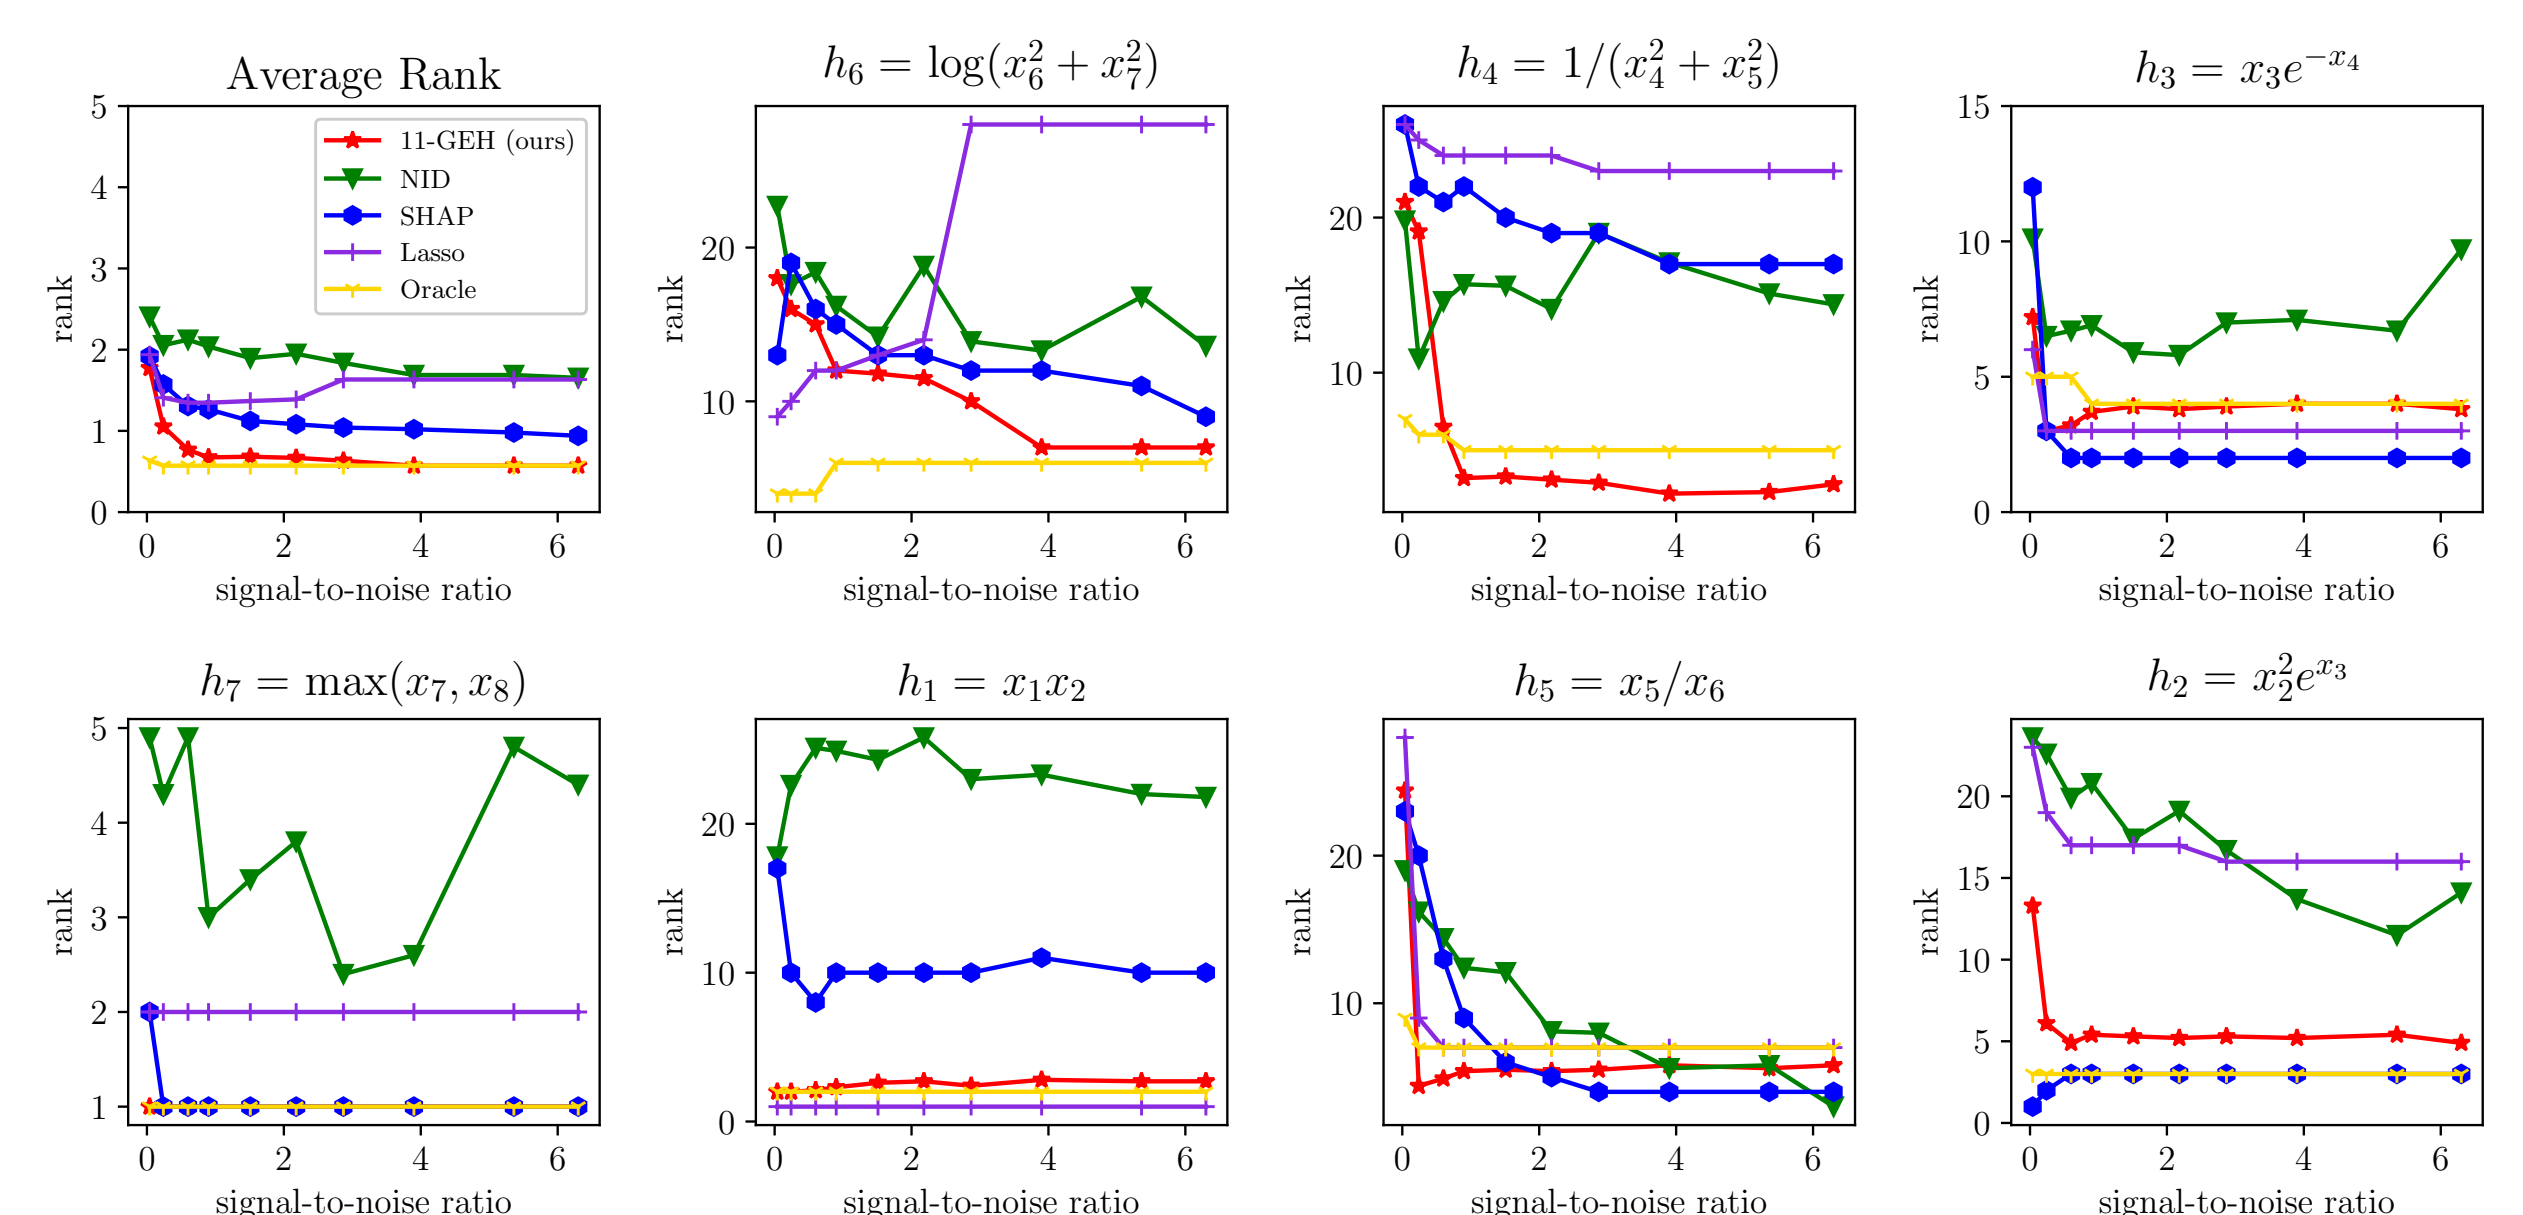 Average Rank
5
4
3
2
1
0
rank
11-GEH (ours)
NID
SHAP
Lasso
Oracle
0 2 4 6
signal-to-noise ratio
h₆ = log(x₆² + x₇²)
20
10
rank
0 2 4 6
signal-to-noise ratio
h₄ = 1/(x₄² + x₅²)
20
10
rank
0 2 4 6
signal-to-noise ratio
h₃ = x₃e^{−x₄}
15
10
5
0
rank
0 2 4 6
signal-to-noise ratio
h₇ = max(x₇, x₈)
5
4
3
2
1
rank
0 2 4 6
signal-to-noise ratio
h₁ = x₁x₂
20
10
0
rank
0 2 4 6
signal-to-noise ratio
h₅ = x₅/x₆
20
10
rank
0 2 4 6
signal-to-noise ratio
h₂ = x₂²e^{x₃}
20
15
10
5
0
rank
0 2 4 6
signal-to-noise ratio